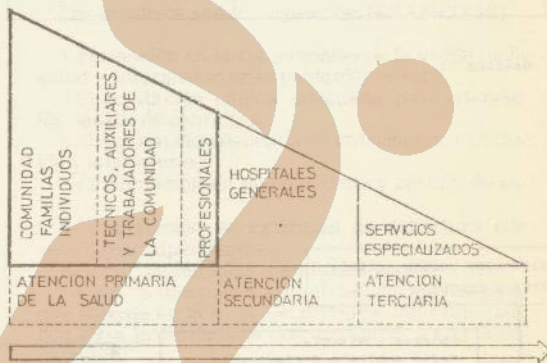 COMUNIDAD
FAMILIAS
INDIVIDUOS
TECNICOS, AUXILIARES
Y TRABAJADORES DE
LA COMUNIDAD
PROFESIONALES
HOSPITALES
GENERALES
SERVICIOS
ESPECIALIZADOS
ATENCION PRIMARIA
DE LA SALUD
ATENCION
SECUNDARIA
ATENCION
TERCIARIA